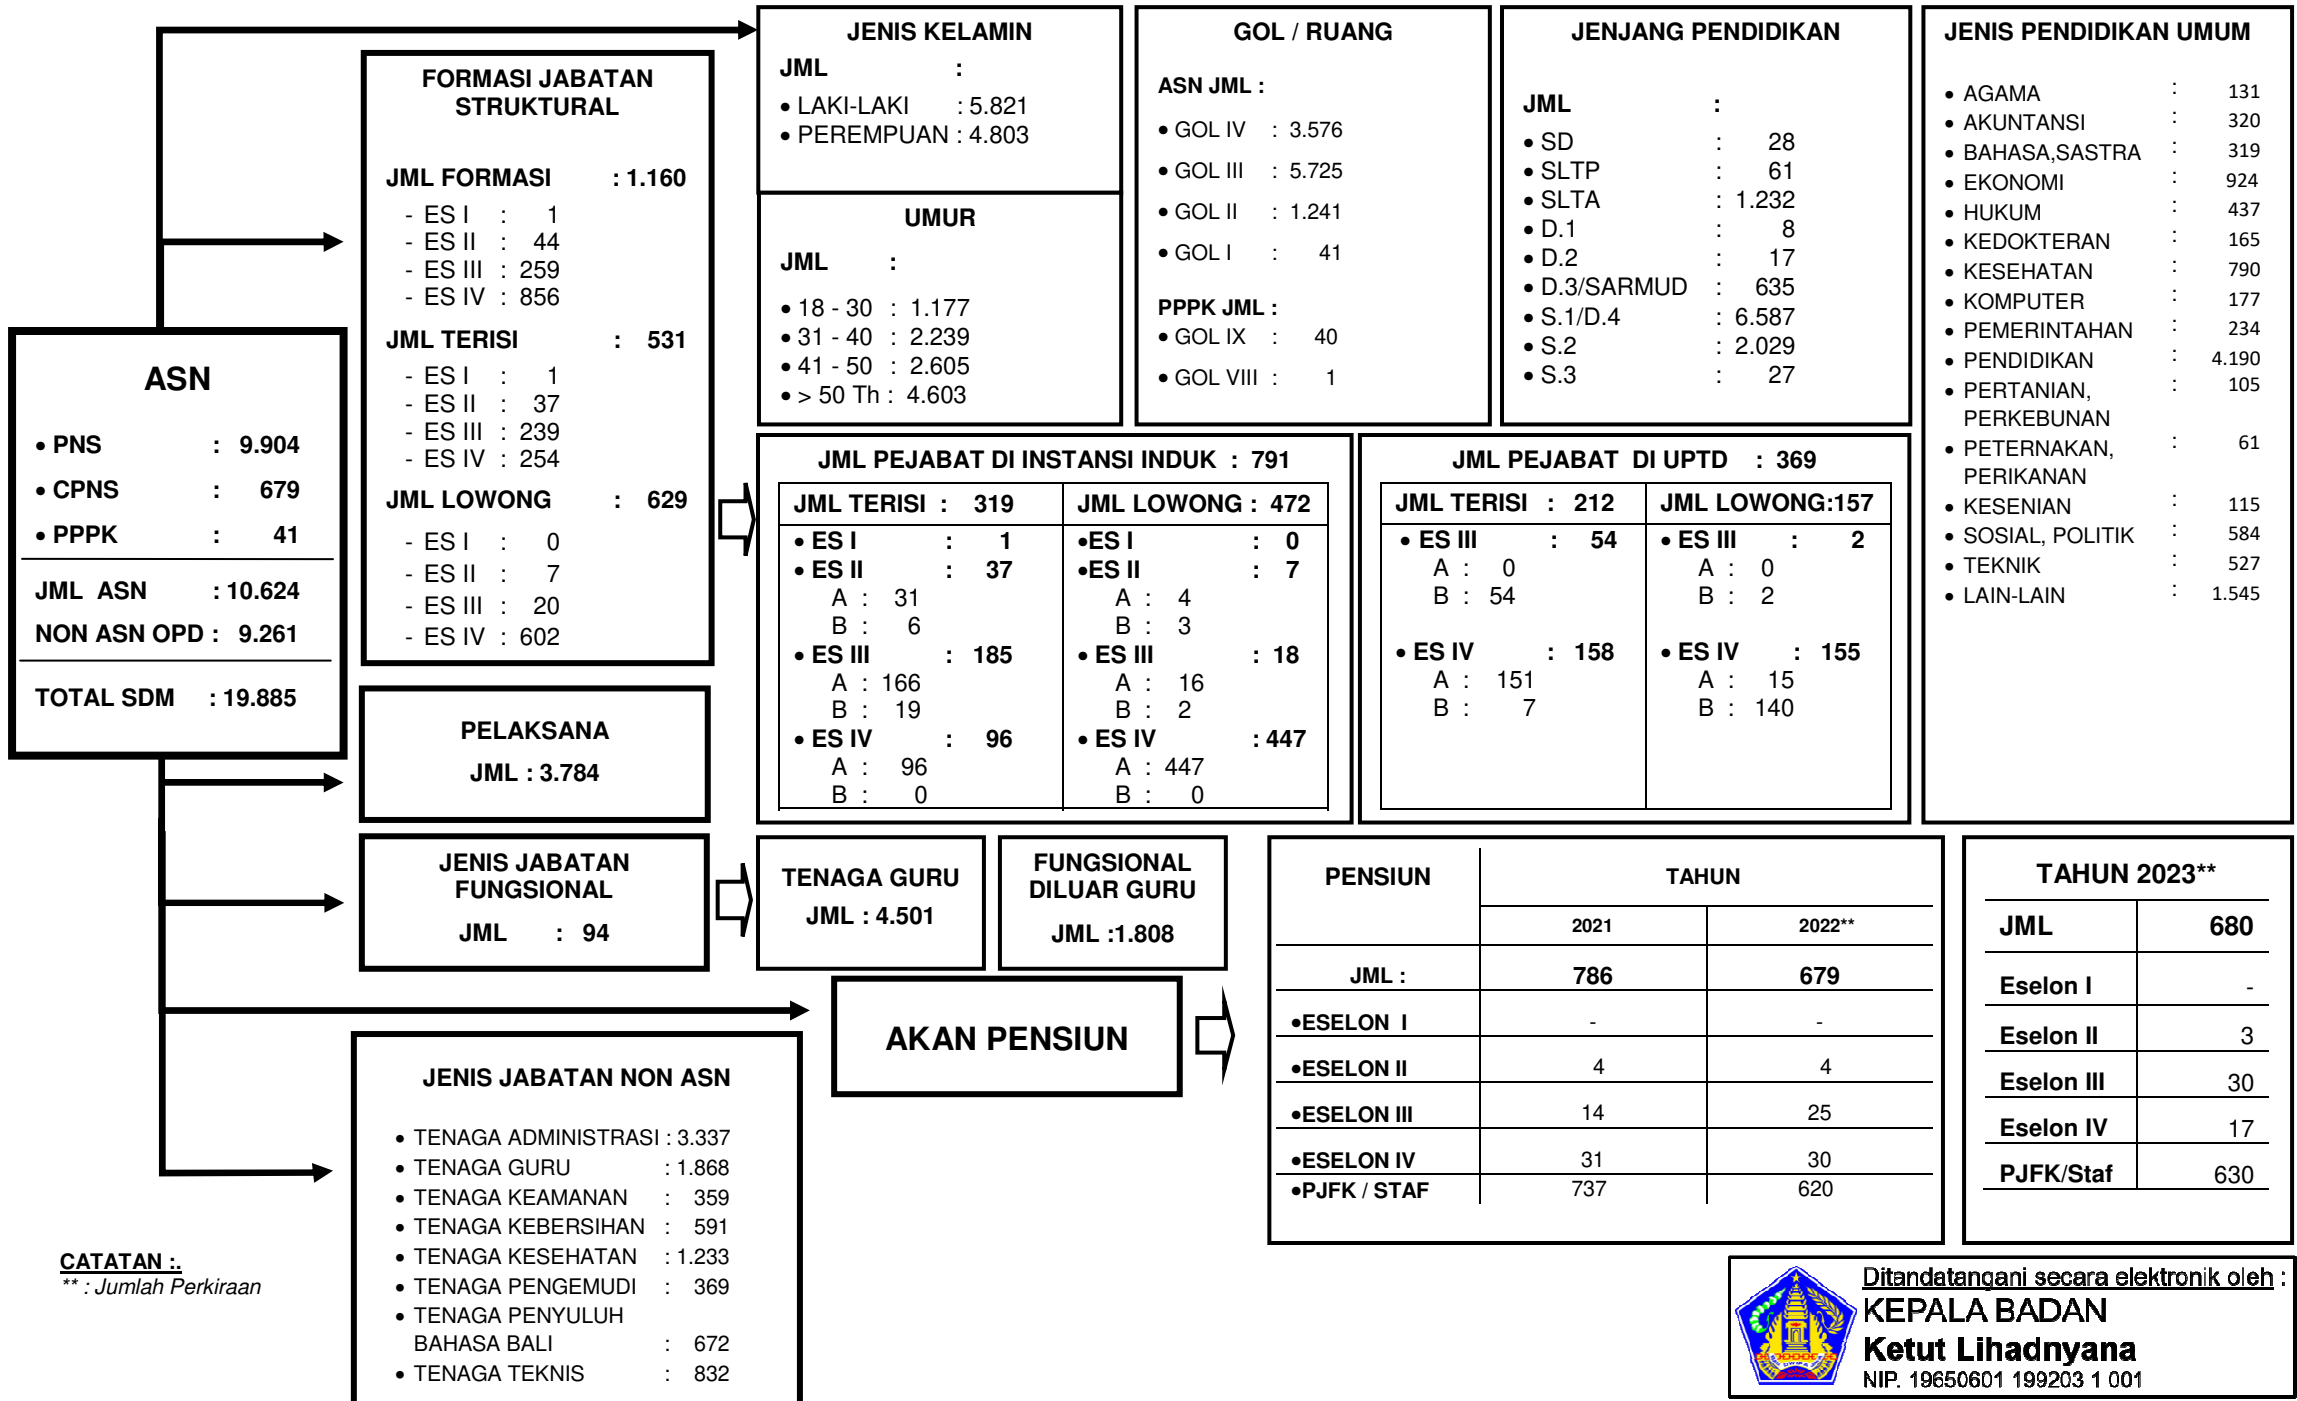 ASN
• PNS : 9.904
• CPNS : 679
• PPPK : 41
JML ASN : 10.624
NON ASN OPD : 9.261
TOTAL SDM : 19.885
FORMASI JABATAN
STRUKTURAL
JML FORMASI : 1.160
- ES I : 1
- ES II : 44
- ES III : 259
- ES IV : 856
JML TERISI : 531
- ES I : 1
- ES II : 37
- ES III : 239
- ES IV : 254
JML LOWONG : 629
- ES I : 0
- ES II : 7
- ES III : 20
- ES IV : 602
PELAKSANA
JML : 3.784
JENIS JABATAN
FUNGSIONAL
JML : 94
JENIS KELAMIN
JML :
• LAKI-LAKI : 5.821
• PEREMPUAN : 4.803
UMUR
JML :
• 18 - 30 : 1.177
• 31 - 40 : 2.239
• 41 - 50 : 2.605
• > 50 Th : 4.603
GOL / RUANG
ASN JML :
• GOL IV : 3.576
• GOL III : 5.725
• GOL II : 1.241
• GOL I : 41
PPPK JML :
• GOL IX : 40
• GOL VIII : 1
JENJANG PENDIDIKAN
JML :
• SD : 28
• SLTP : 61
• SLTA : 1.232
• D.1 : 8
• D.2 : 17
• D.3/SARMUD : 635
• S.1/D.4 : 6.587
• S.2 : 2.029
• S.3 : 27
JENIS PENDIDIKAN UMUM
• AGAMA : 131
• AKUNTANSI : 320
• BAHASA,SASTRA : 319
• EKONOMI : 924
• HUKUM : 437
• KEDOKTERAN : 165
• KESEHATAN : 790
• KOMPUTER : 177
• PEMERINTAHAN : 234
• PENDIDIKAN : 4.190
• PERTANIAN, : 105
PERKEBUNAN
• PETERNAKAN, : 61
PERIKANAN
• KESENIAN : 115
• SOSIAL, POLITIK : 584
• TEKNIK : 527
• LAIN-LAIN : 1.545
JML PEJABAT DI INSTANSI INDUK : 791
JML TERISI : 319
• ES I : 1
• ES II : 37
A : 31
B : 6
• ES III : 185
A : 166
B : 19
• ES IV : 96
A : 96
B : 0
JML LOWONG : 472
•ES I : 0
•ES II : 7
A : 4
B : 3
• ES III : 18
A : 16
B : 2
• ES IV : 447
A : 447
B : 0
JML PEJABAT DI UPTD : 369
JML TERISI : 212
• ES III : 54
A : 0
B : 54
• ES IV : 158
A : 151
B : 7
JML LOWONG:157
• ES III : 2
A : 0
B : 2
• ES IV : 155
A : 15
B : 140
TENAGA GURU
JML : 4.501
FUNGSIONAL
DILUAR GURU
JML :1.808
AKAN PENSIUN
PENSIUN TAHUN
2021 2022**
JML : 786 679
•ESELON I - -
•ESELON II 4 4
•ESELON III 14 25
•ESELON IV 31 30
•PJFK / STAF 737 620
TAHUN 2023**
JML 680
Eselon I -
Eselon II 3
Eselon III 30
Eselon IV 17
PJFK/Staf 630
JENIS JABATAN NON ASN
• TENAGA ADMINISTRASI : 3.337
• TENAGA GURU : 1.868
• TENAGA KEAMANAN : 359
• TENAGA KEBERSIHAN : 591
• TENAGA KESEHATAN : 1.233
• TENAGA PENGEMUDI : 369
• TENAGA PENYULUH
BAHASA BALI : 672
• TENAGA TEKNIS : 832
CATATAN :.
** : Jumlah Perkiraan
Ditandatangani secara elektronik oleh :
KEPALA BADAN
Ketut Lihadnyana
NIP. 19650601 199203 1 001